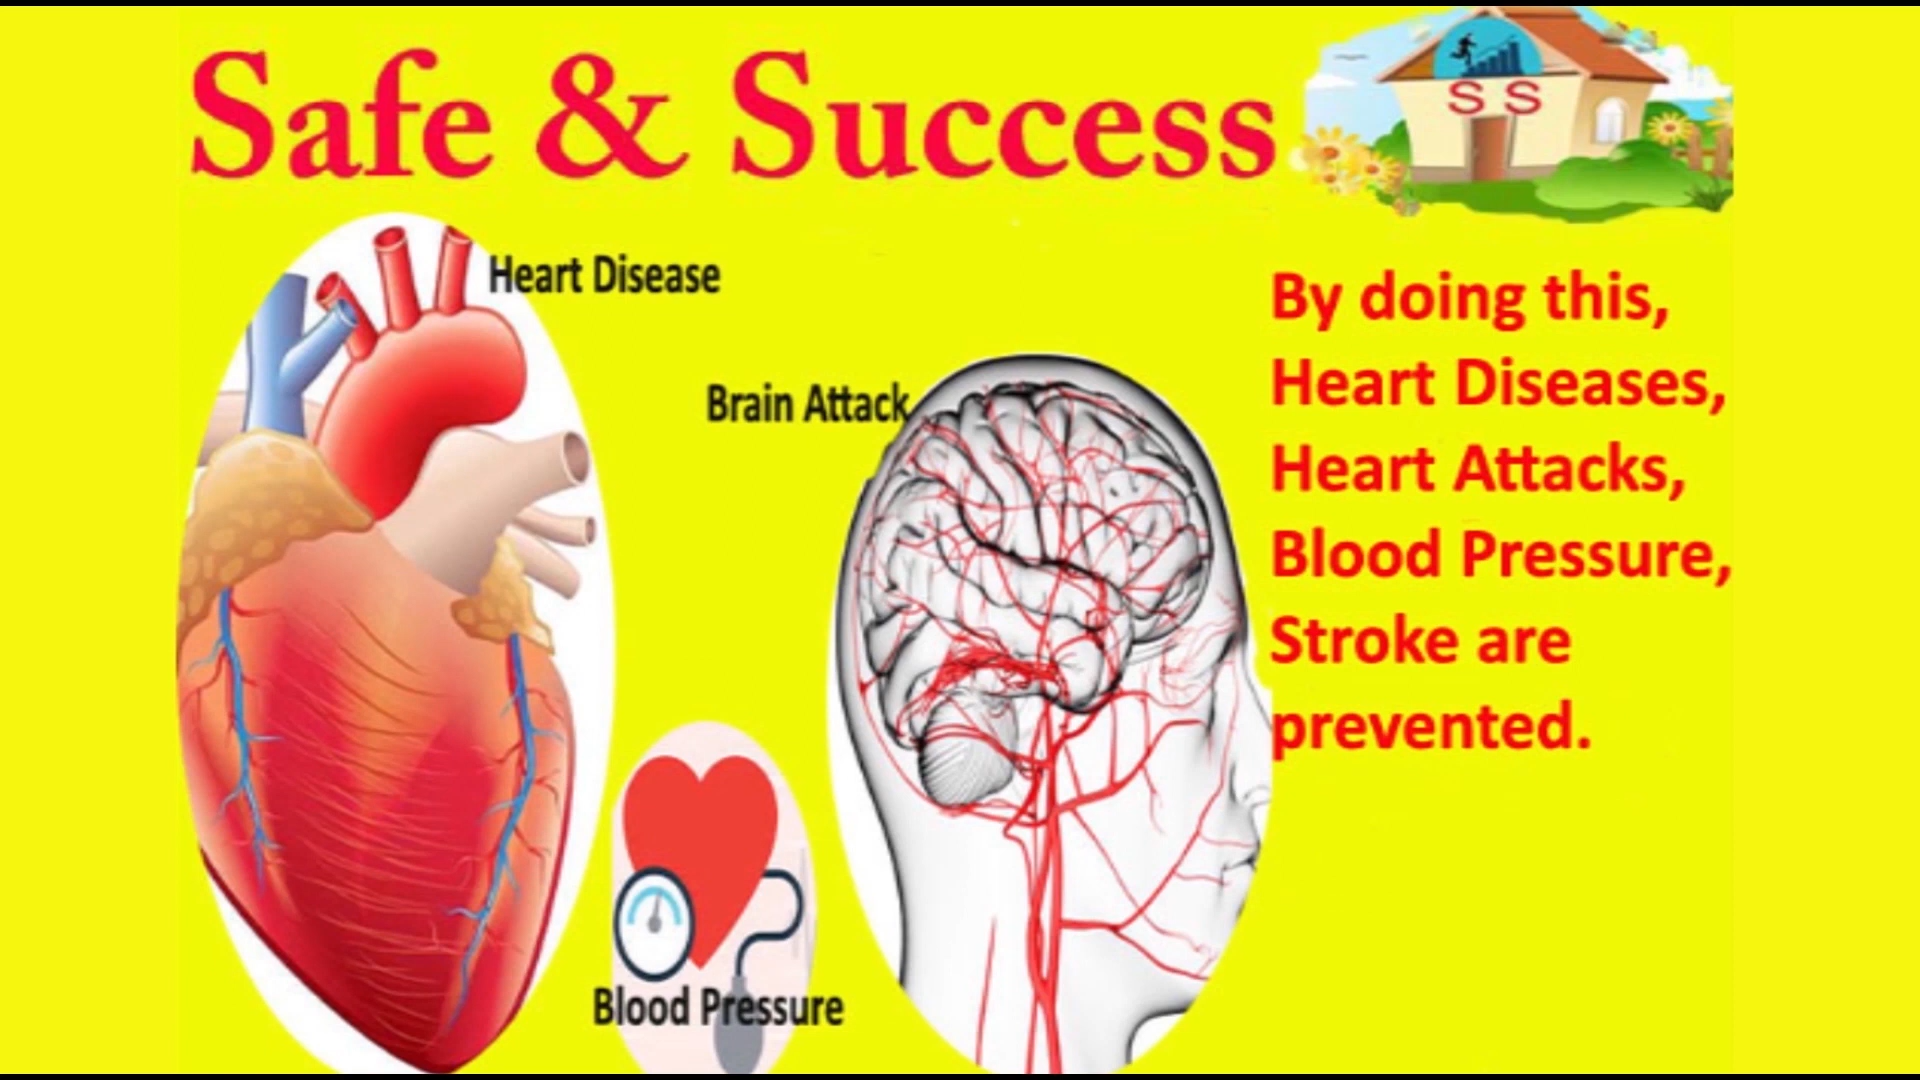 Safe & Success
S S
Heart Disease
Brain Attack
By doing this,
Heart Diseases,
Heart Attacks,
Blood Pressure,
Stroke are
prevented.
Blood Pressure